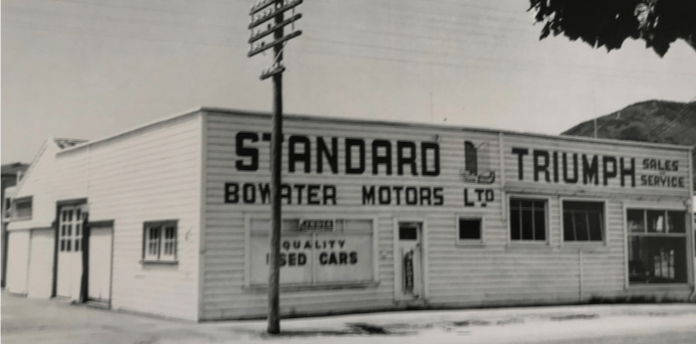 STANDARD
TRIUMPH SALES
SERVICE
BOWATER MOTORS LTD
QUALITY
USED CARS